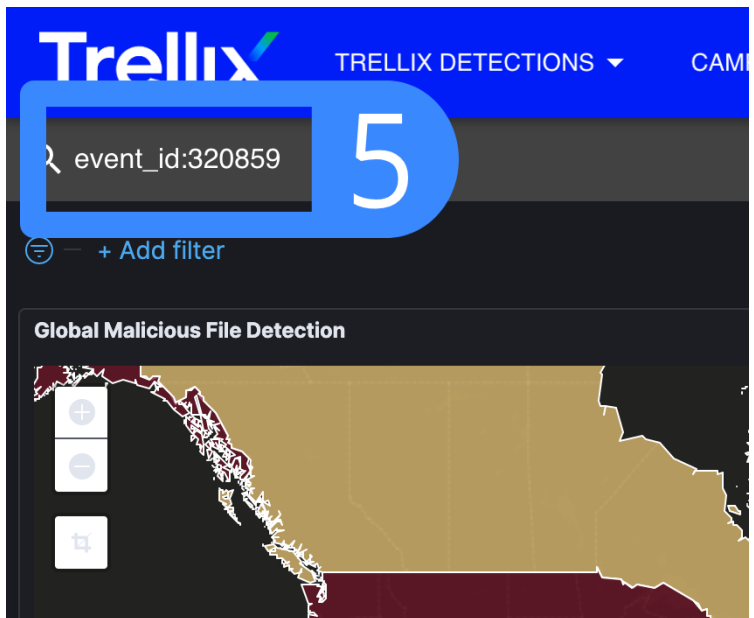 Trellix
TRELLIX DETECTIONS
event_id:320859
5
+ Add filter
Global Malicious File Detection